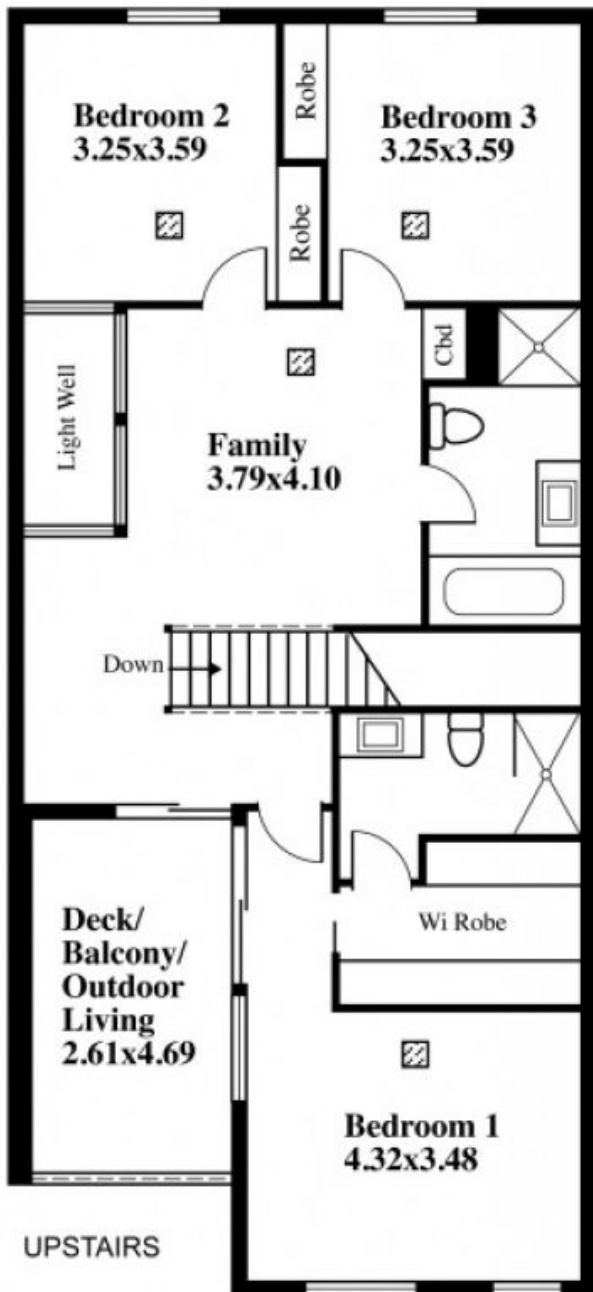 Bedroom 2
3.25x3.59
Robe
Bedroom 3
3.25x3.59
Robe
Light Well
Cbd
Family
3.79x4.10
Down
Wi Robe
Deck/
Balcony/
Outdoor
Living
2.61x4.69
Bedroom 1
4.32x3.48
UPSTAIRS